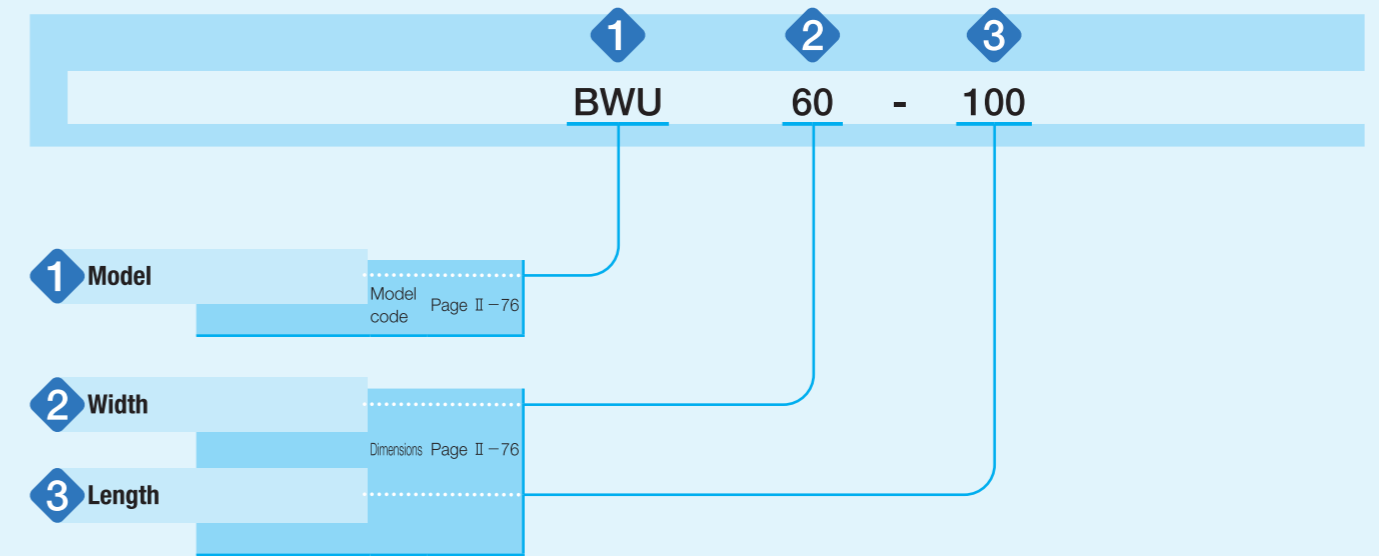 1 2 3
BWU 60 - 100
1 Model
Model code Page Ⅱ－76
2 Width
Dimensions Page Ⅱ－76
3 Length